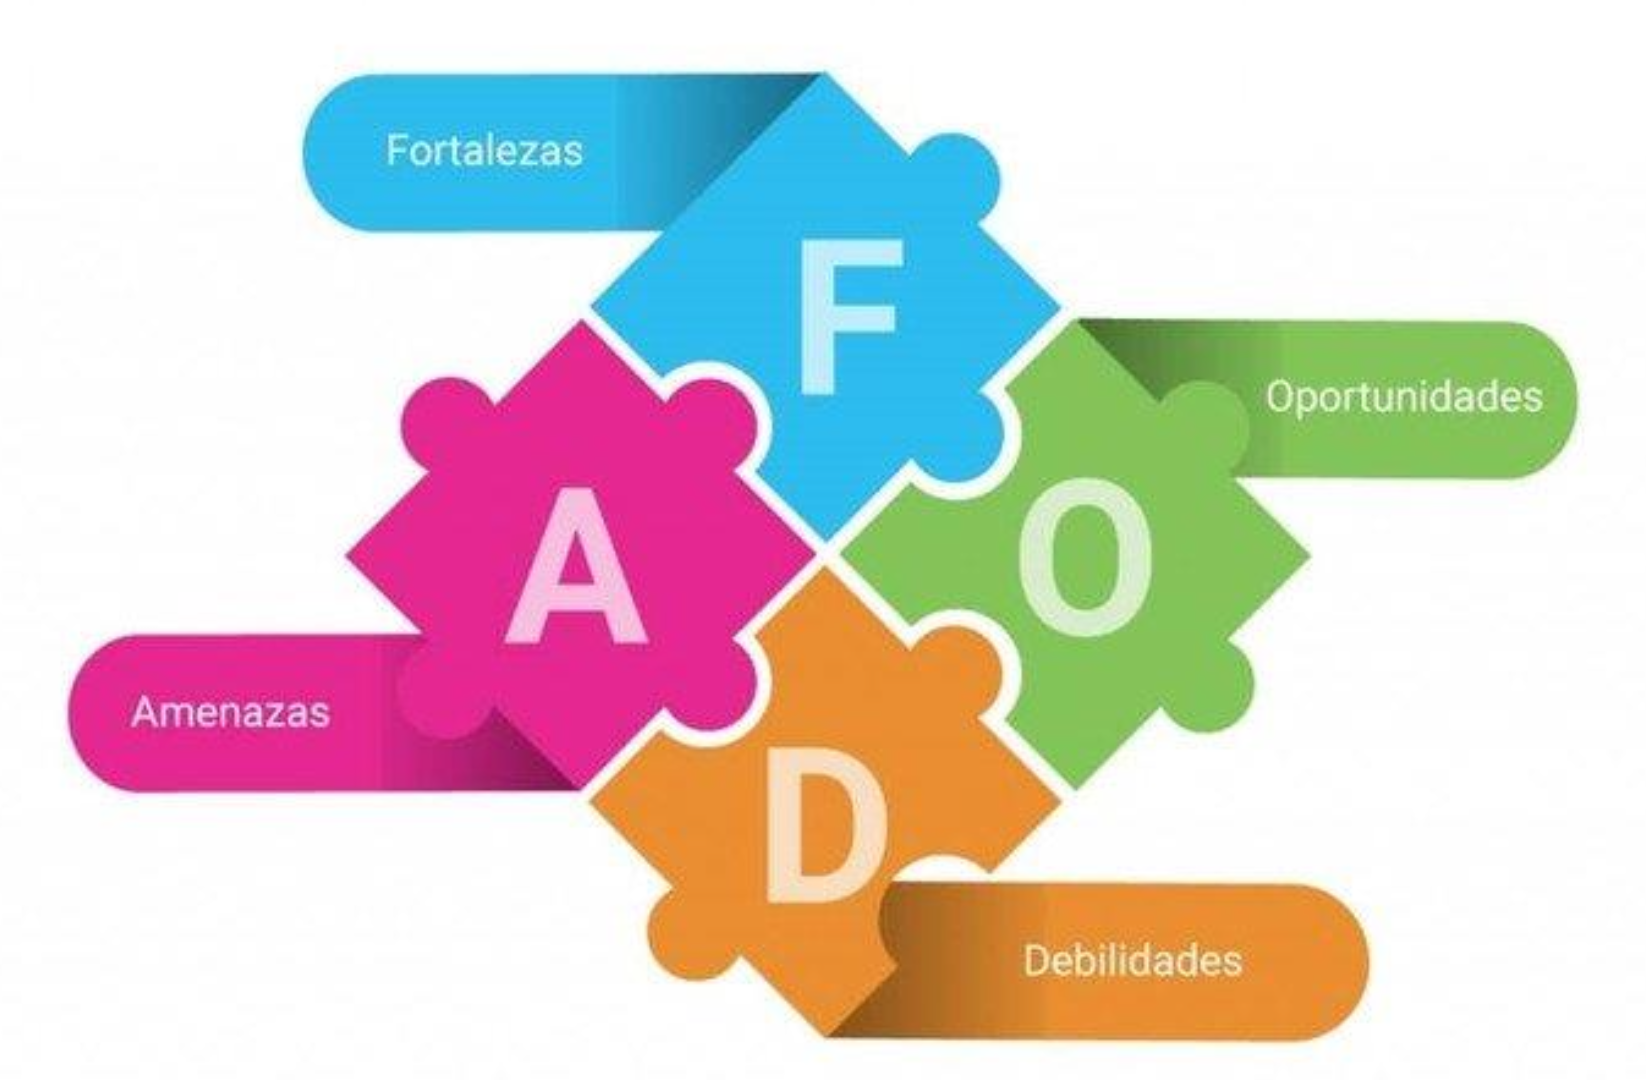 Fortalezas
F
Oportunidades
O
A
Amenazas
D
Debilidades